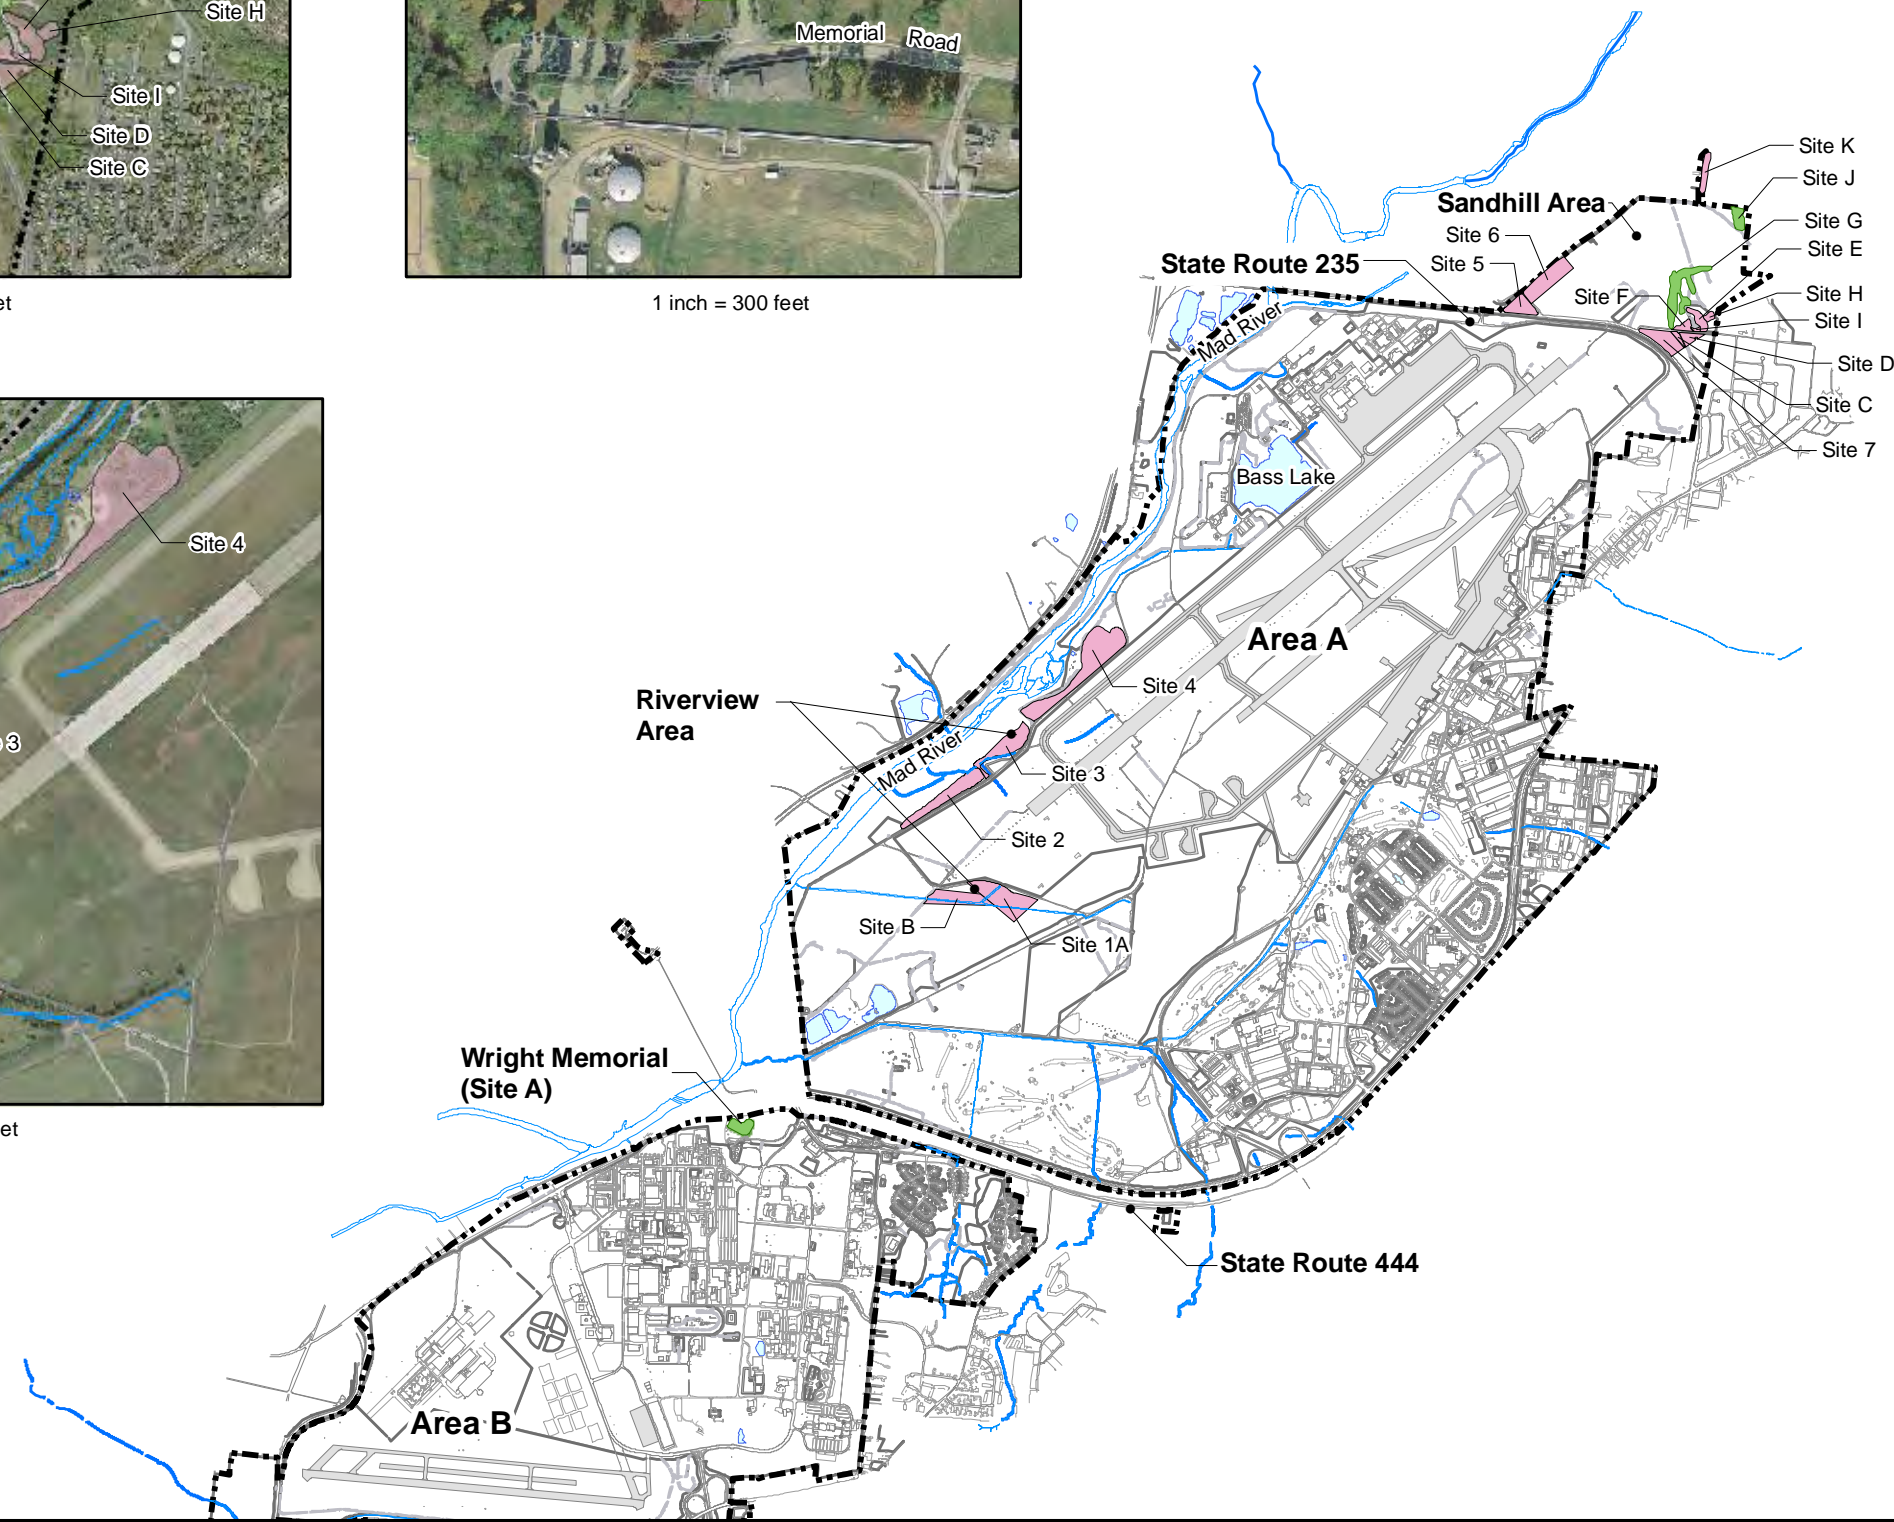 Site H
Site I
Site D
Site C
et
Memorial Road
1 inch = 300 feet
Site 4
3
et
Site K
Site J
Sandhill Area
Site G
Site 6
Site E
State Route 235
Site 5
Site F
Site H
Site I
Mad River
Site D
Site C
Site 7
Bass Lake
Area A
Site 4
Riverview
Area
Mad River
Site 3
Site 2
Site B
Site 1A
Wright Memorial
(Site A)
State Route 444
Area B